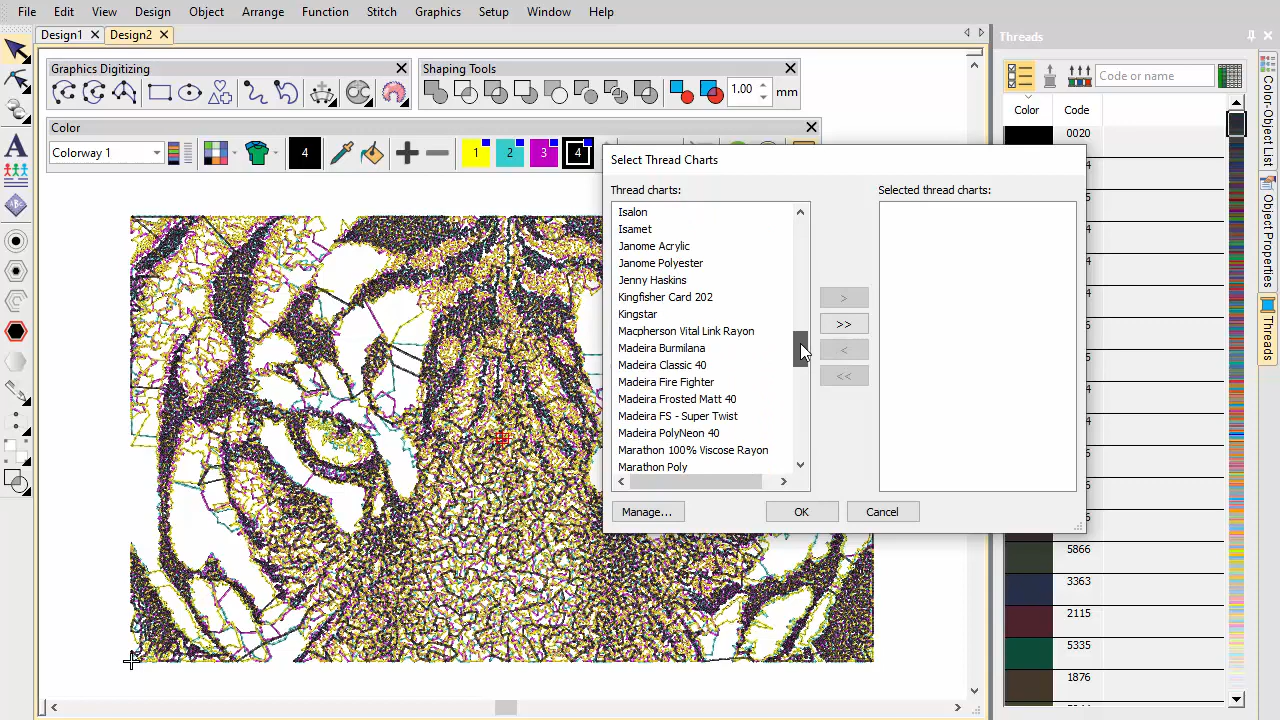 File Edit View Design Object Arrange Function Stitch Graphics Setup Window Help
Design1 Design2
Threads
Graphics Digitizing
Shaping Tools
1.00 mm
Code or name
Color
Colorway 1
4
1 2 3 4
Color Code
Select Thread Charts
Thread charts:
Selected thread charts:
Isalon
Isamet
Janome Acrylic
Janome Polyester
Jenny Haskins
Kingfisher Card 202
Kingstar
Macpherson Vital Link Rayon
Madeira Burmilana
Madeira Classic 40
Madeira Fire Fighter
Madeira Frosted Matt 40
Madeira FS - Super Twist
Marathon 100% Viscose Rayon
Marathon Poly
>
>>
<
<<
Manage...
OK
Cancel
0020
5866
3363
2115
5335
1876
Color-Object List
Object Properties
Threads
A
ABC